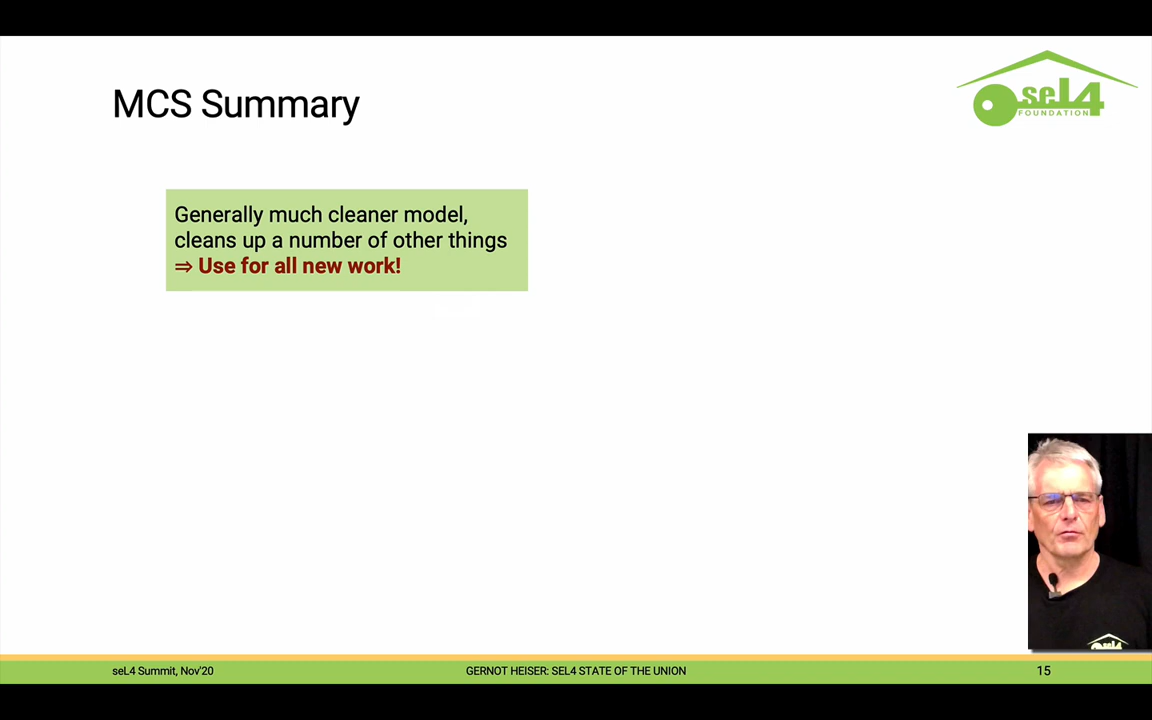 MCS Summary
seL4
FOUNDATION
Generally much cleaner model,
cleans up a number of other things
⇒ Use for all new work!
seL4 Summit, Nov'20
GERNOT HEISER: SEL4 STATE OF THE UNION
15